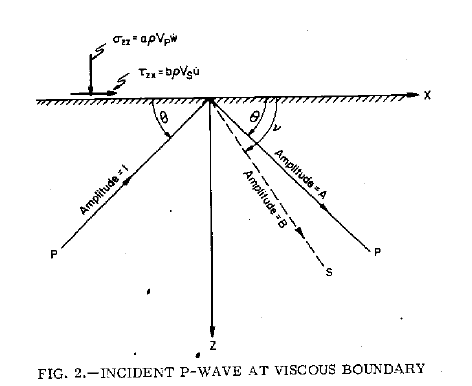 σzz = aρVPẇ
τzx = bρVSu̇
X
θ
θ
ν
Amplitude = 1
Amplitude = A
Amplitude = B
P
S
P
Z
FIG. 2.—INCIDENT P-WAVE AT VISCOUS BOUNDARY